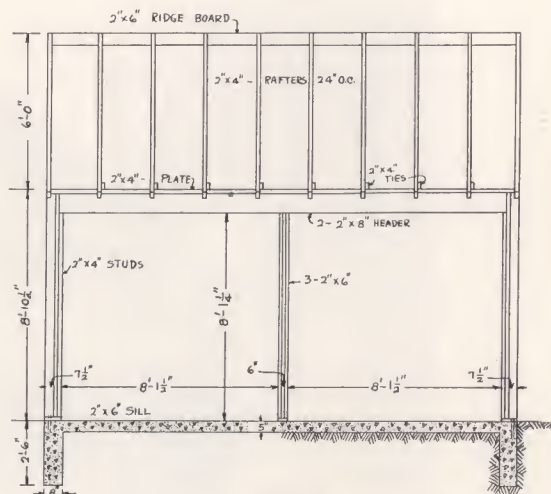 2"x6" RIDGE BOARD
2"x4" - RAFTERS 24" O.C.
6'-0"
2"x4" - PLATE
2"x4"
TIES
2- 2"x8" HEADER
2"x4" STUDS
8'-1¼"
3-2"x6"
8'-10½"
7½"
8'-1½"
6"
8'-1½"
7½"
2"x6" SILL
5"
2'-6"
8"